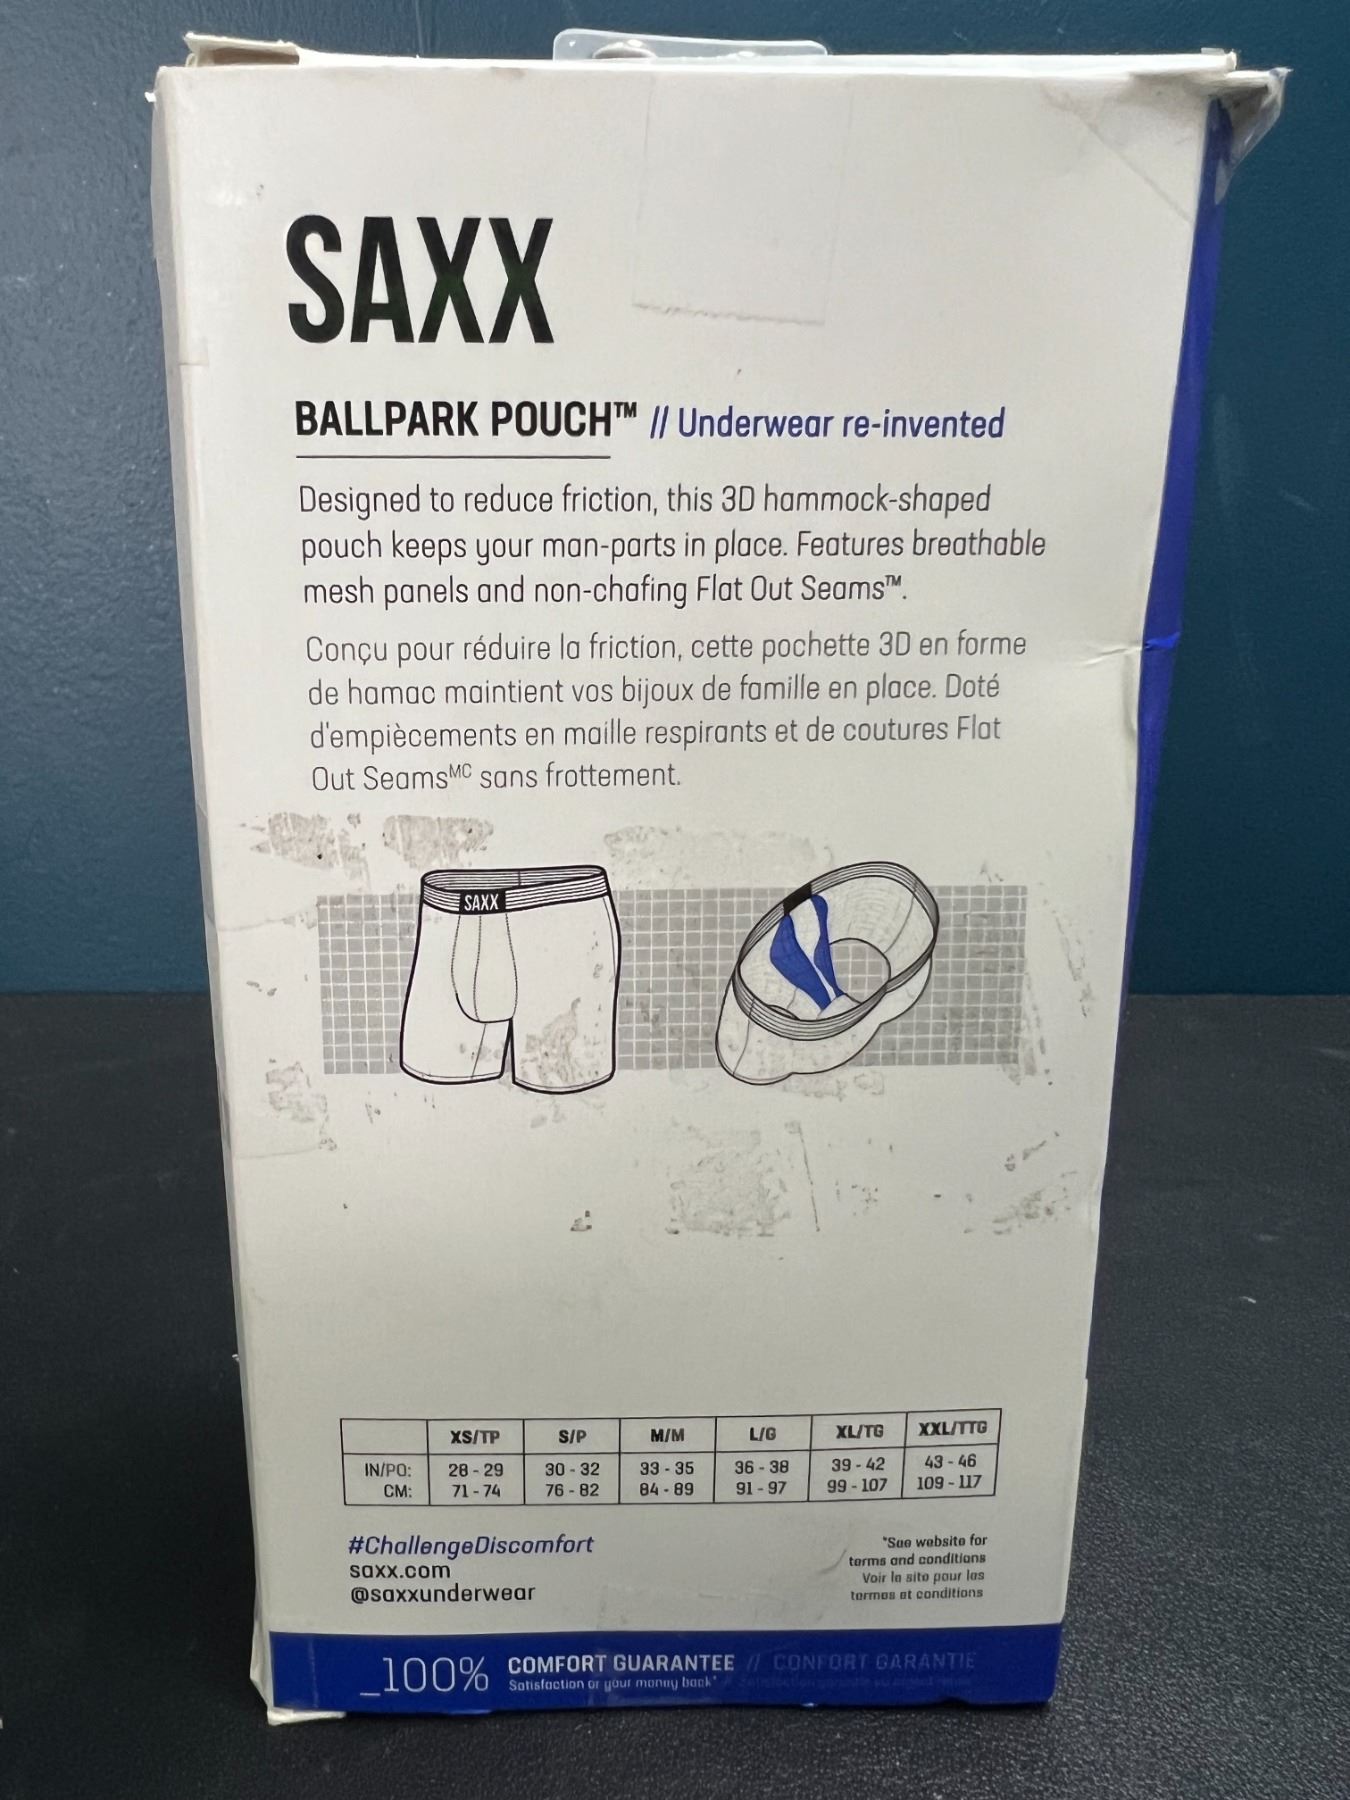 SAXX
BALLPARK POUCH™ // Underwear re-invented
Designed to reduce friction, this 3D hammock-shaped
pouch keeps your man-parts in place. Features breathable
mesh panels and non-chafing Flat Out Seams™.
Conçu pour réduire la friction, cette pochette 3D en forme
de hamac maintient vos bijoux de famille en place. Doté
d'empiècements en maille respirants et de coutures Flat
Out Seamsᴹᶜ sans frottement.
SAXX
XS/TP S/P M/M L/G XL/TG XXL/TTG
IN/PO: 28 - 29 30 - 32 33 - 35 36 - 38 39 - 42 43 - 46
CM: 71 - 74 76 - 82 84 - 89 91 - 97 99 - 107 109 - 117
#ChallengeDiscomfort
saxx.com
@saxxunderwear
*See website for
terms and conditions
Voir le site pour les
termes et conditions
_100% COMFORT GUARANTEE // CONFORT GARANTIE
Satisfaction or your money back*